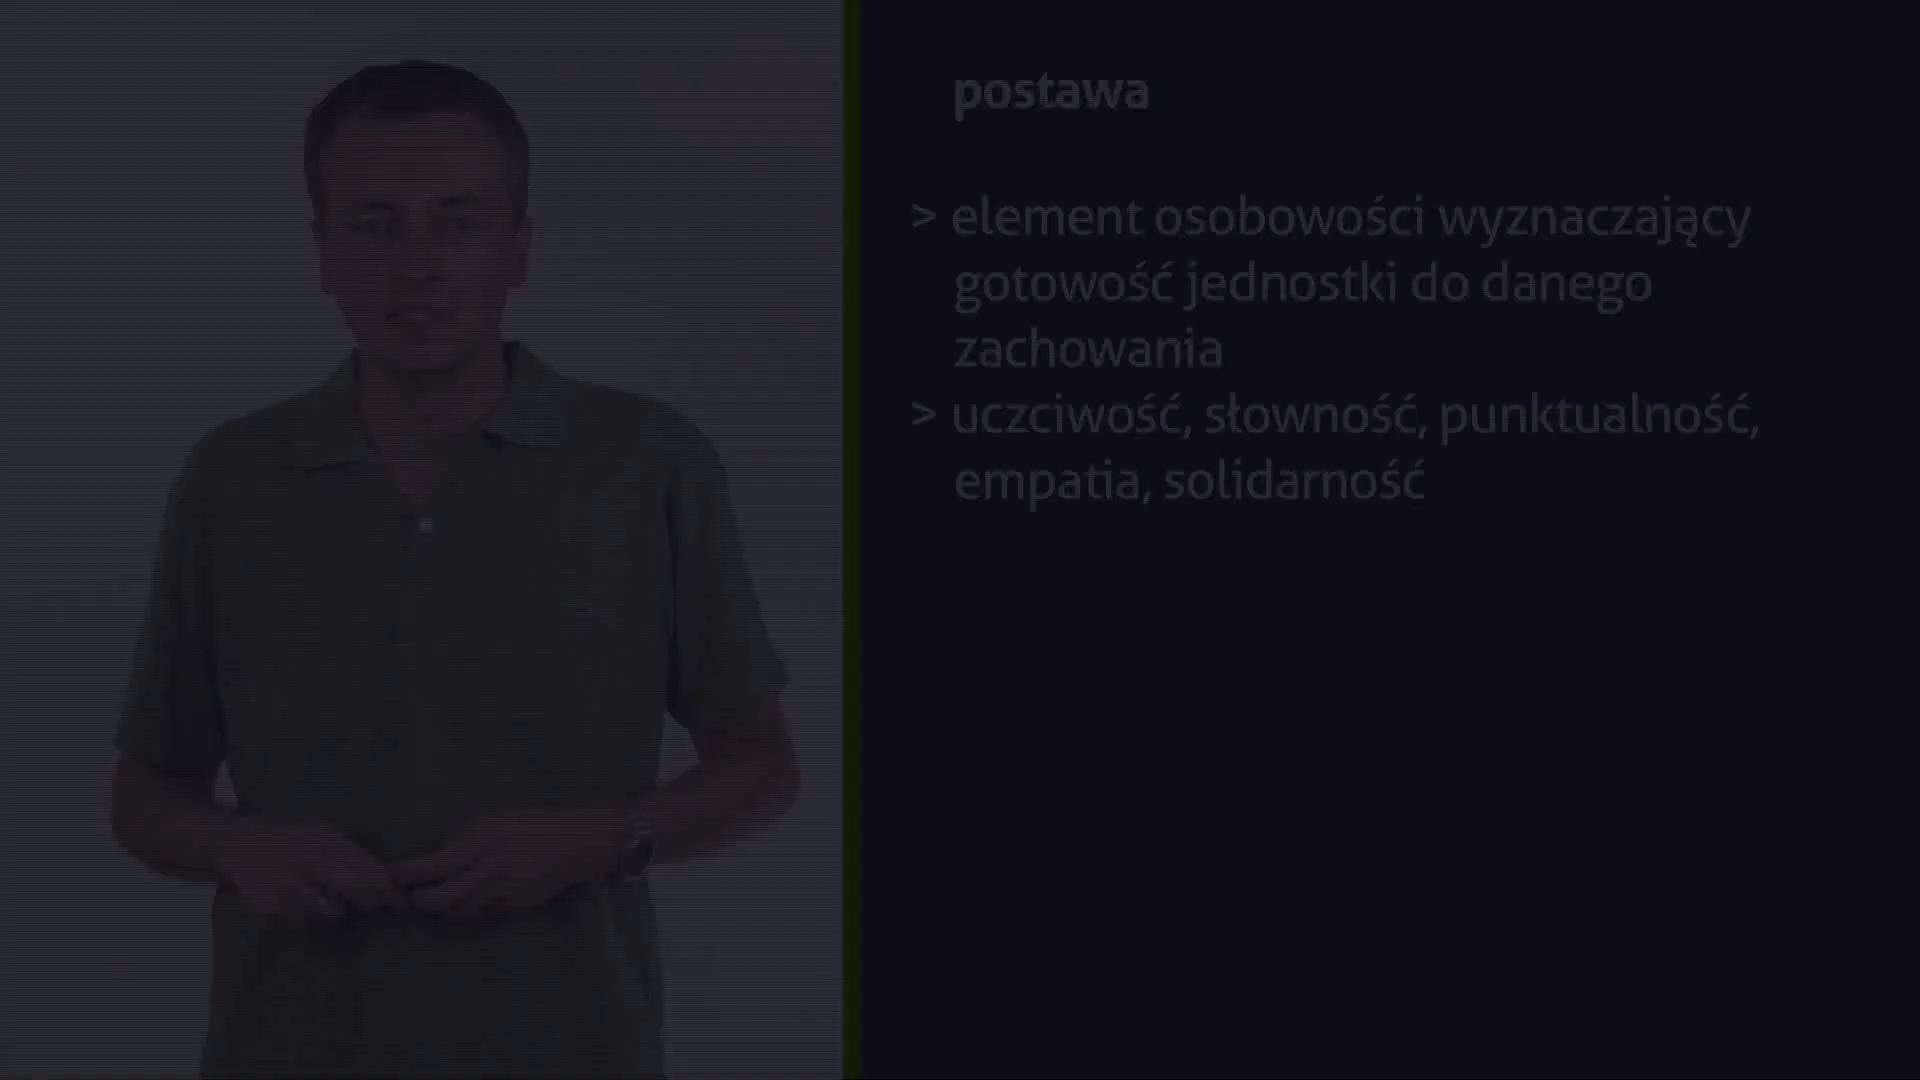 postawa
> element osobowości wyznaczający
gotowość jednostki do danego
zachowania
> uczciwość, słowność, punktualność,
empatia, solidarność